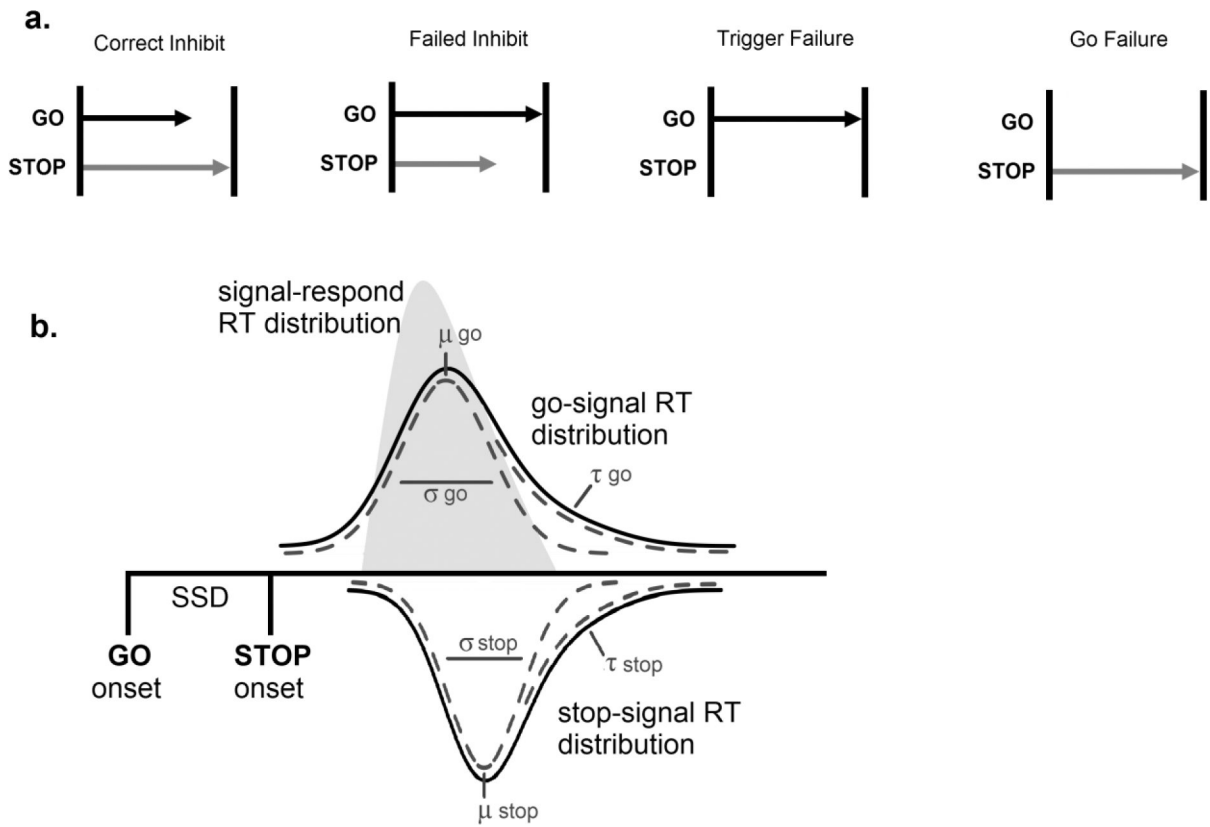 a.
Correct Inhibit
Failed Inhibit
Trigger Failure
Go Failure
GO
STOP
GO
STOP
GO
STOP
GO
STOP
b.
signal-respond
RT distribution
μ go
go-signal RT
distribution
τ go
σ go
SSD
GO
onset
STOP
onset
σ stop
τ stop
stop-signal RT
distribution
μ stop